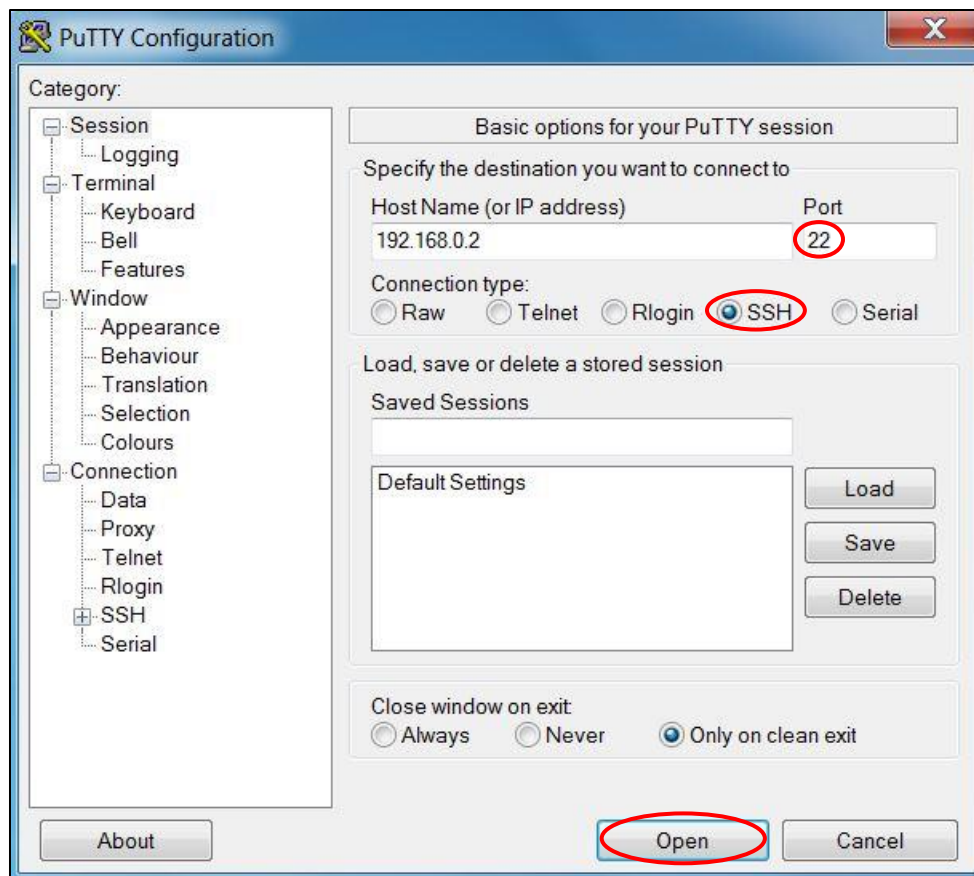 PuTTY Configuration
X
Category:
Session
Logging
Terminal
Keyboard
Bell
Features
Window
Appearance
Behaviour
Translation
Selection
Colours
Connection
Data
Proxy
Telnet
Rlogin
SSH
Serial
Basic options for your PuTTY session
Specify the destination you want to connect to
Host Name (or IP address) Port
192.168.0.2 22
Connection type:
Raw Telnet Rlogin SSH Serial
Load, save or delete a stored session
Saved Sessions
Default Settings
Load
Save
Delete
Close window on exit:
Always Never Only on clean exit
About Open Cancel